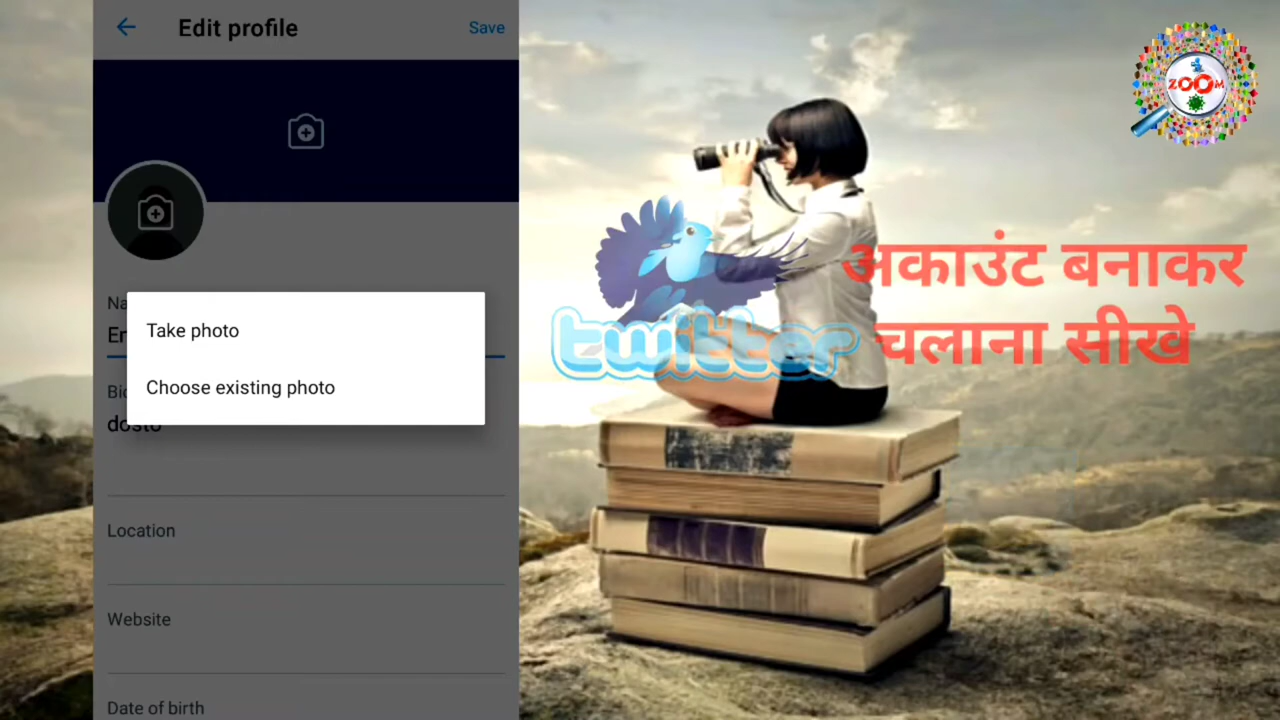 Edit profile
Save
ZOOM
Take photo
Choose existing photo
dosto
Location
Website
Date of birth
twitter
अकाउंट बनाकर
चलाना सीखे